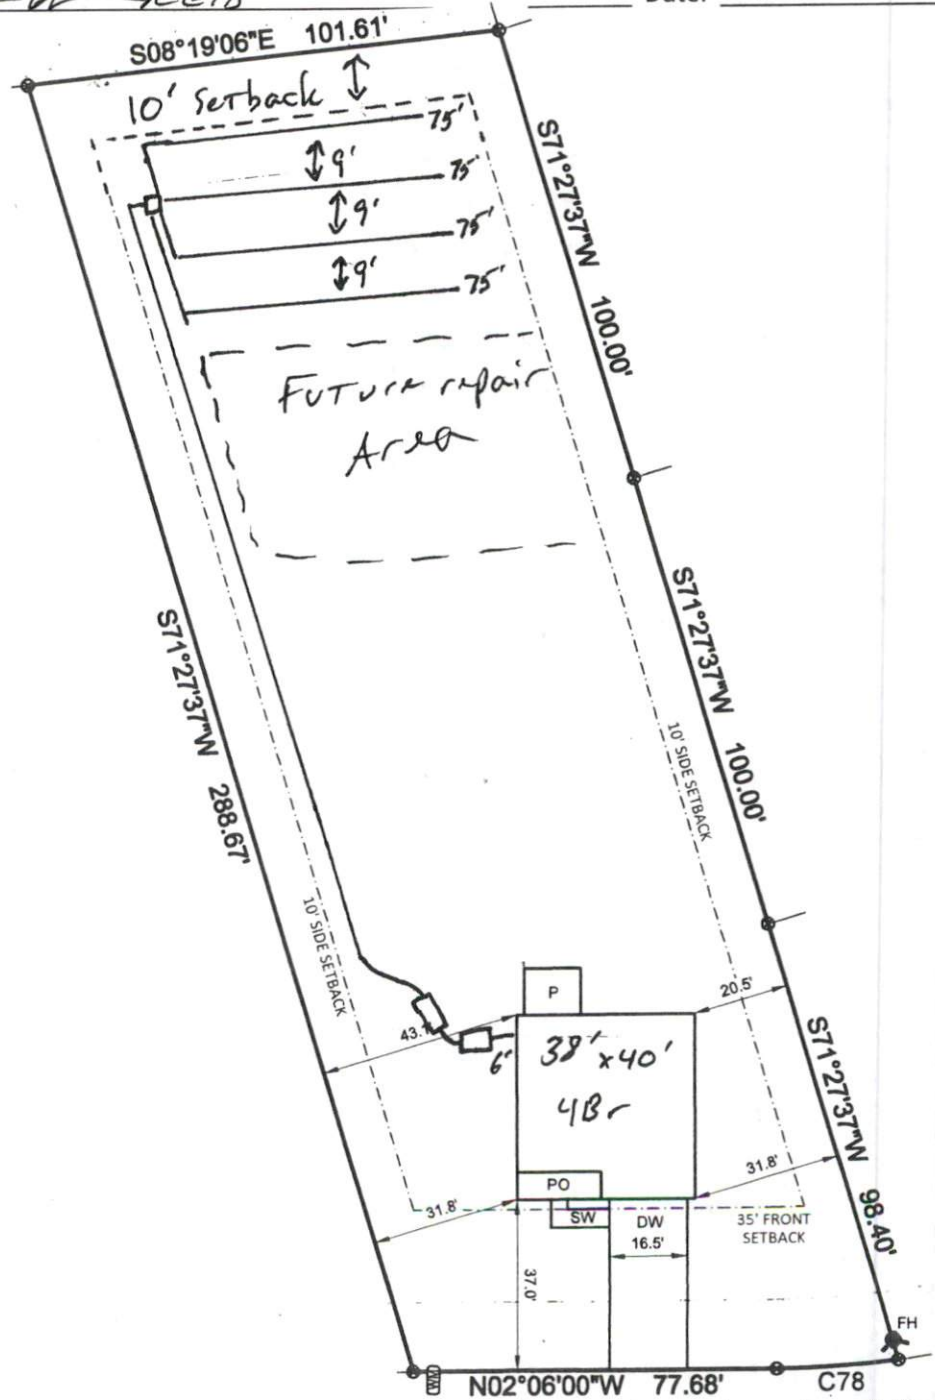 Date:
S08°19'06"E 101.61'
10' Setback
75'
9'
75'
9'
75'
9'
75'
S71°27'37"W 100.00'
Future repair
Area
S71°27'37"W 100.00'
S71°27'37"W 288.67'
10' SIDE SETBACK
10' SIDE SETBACK
P
20.5'
43.1'
6'
38' x40'
4Br
S71°27'37"W 98.40'
PO
31.8'
31.8'
SW
DW
16.5'
35' FRONT
SETBACK
37.0'
FH
WM
N02°06'00"W 77.68'
C78